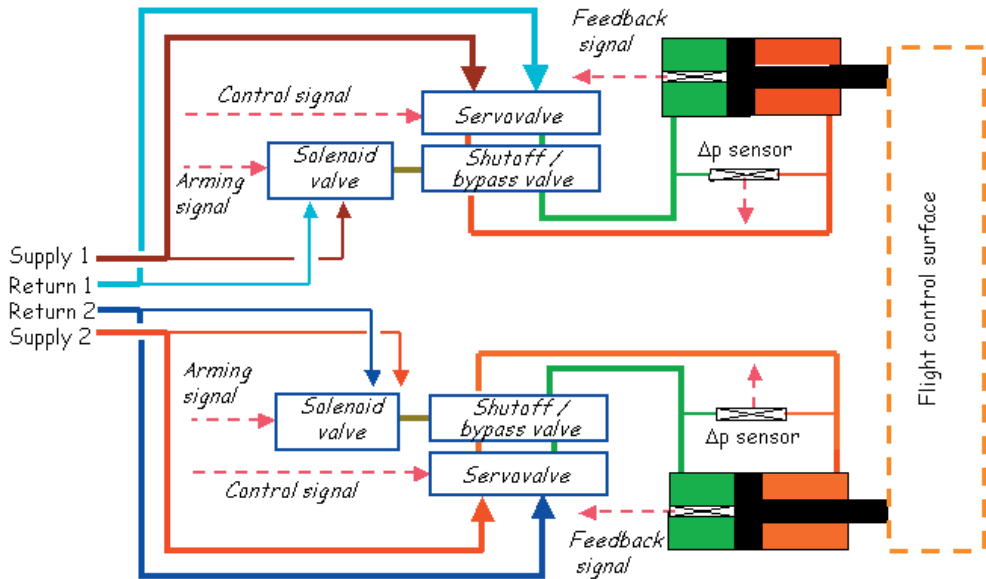 Feedback
signal
Control signal
Servovalve
Solenoid
valve
Shutoff /
bypass valve
Δp sensor
Arming
signal
Supply 1
Return 1
Return 2
Supply 2
Flight control surface
Arming
signal
Solenoid
valve
Shutoff /
bypass valve
Δp sensor
Servovalve
Control signal
Feedback
signal